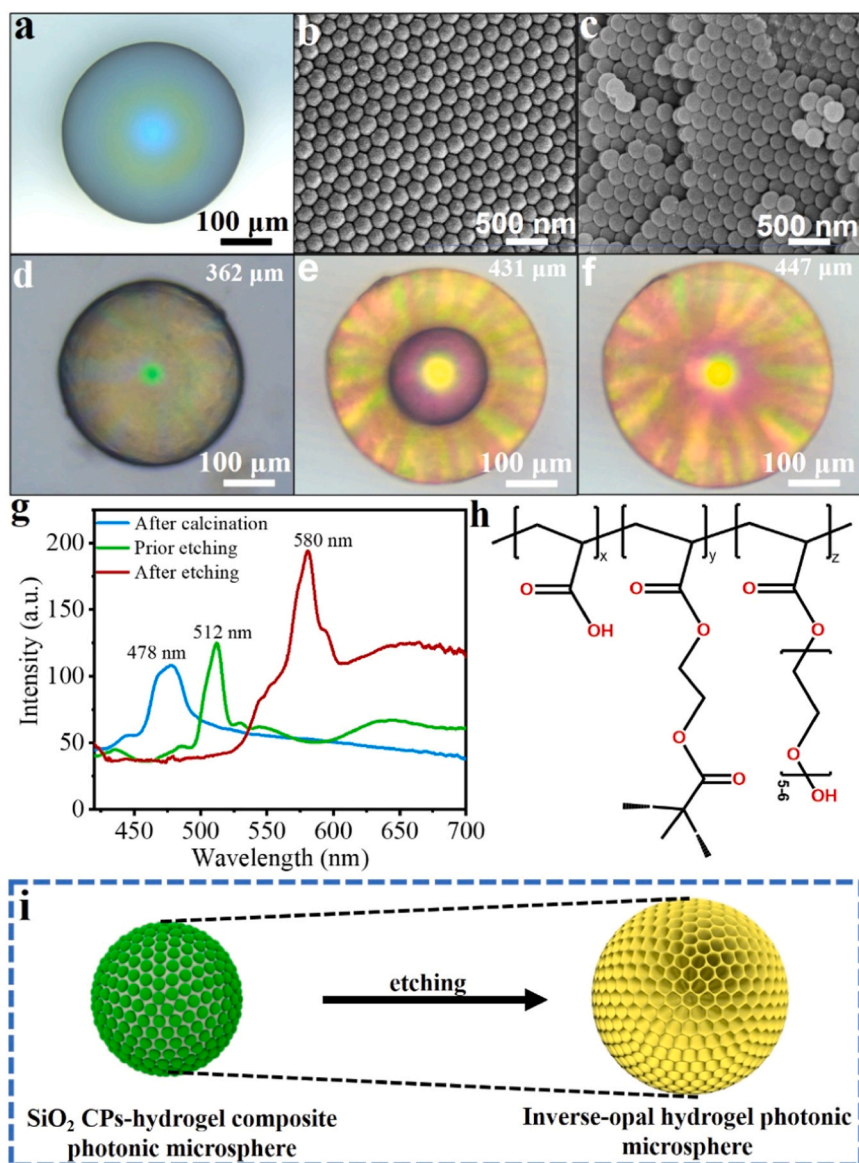 a
100 μm
b
500 nm
c
500 nm
d
362 μm
100 μm
e
431 μm
100 μm
f
447 μm
100 μm
g
After calcination
Prior etching
After etching
580 nm
512 nm
478 nm
200
150
100
50
0
Intensity (a.u.)
450 500 550 600 650 700
Wavelength (nm)
h
x
y
z
O
OH
O
O
O
O
O
O
O
5-6
OH
i
etching
SiO₂ CPs-hydrogel composite
photonic microsphere
Inverse-opal hydrogel photonic
microsphere